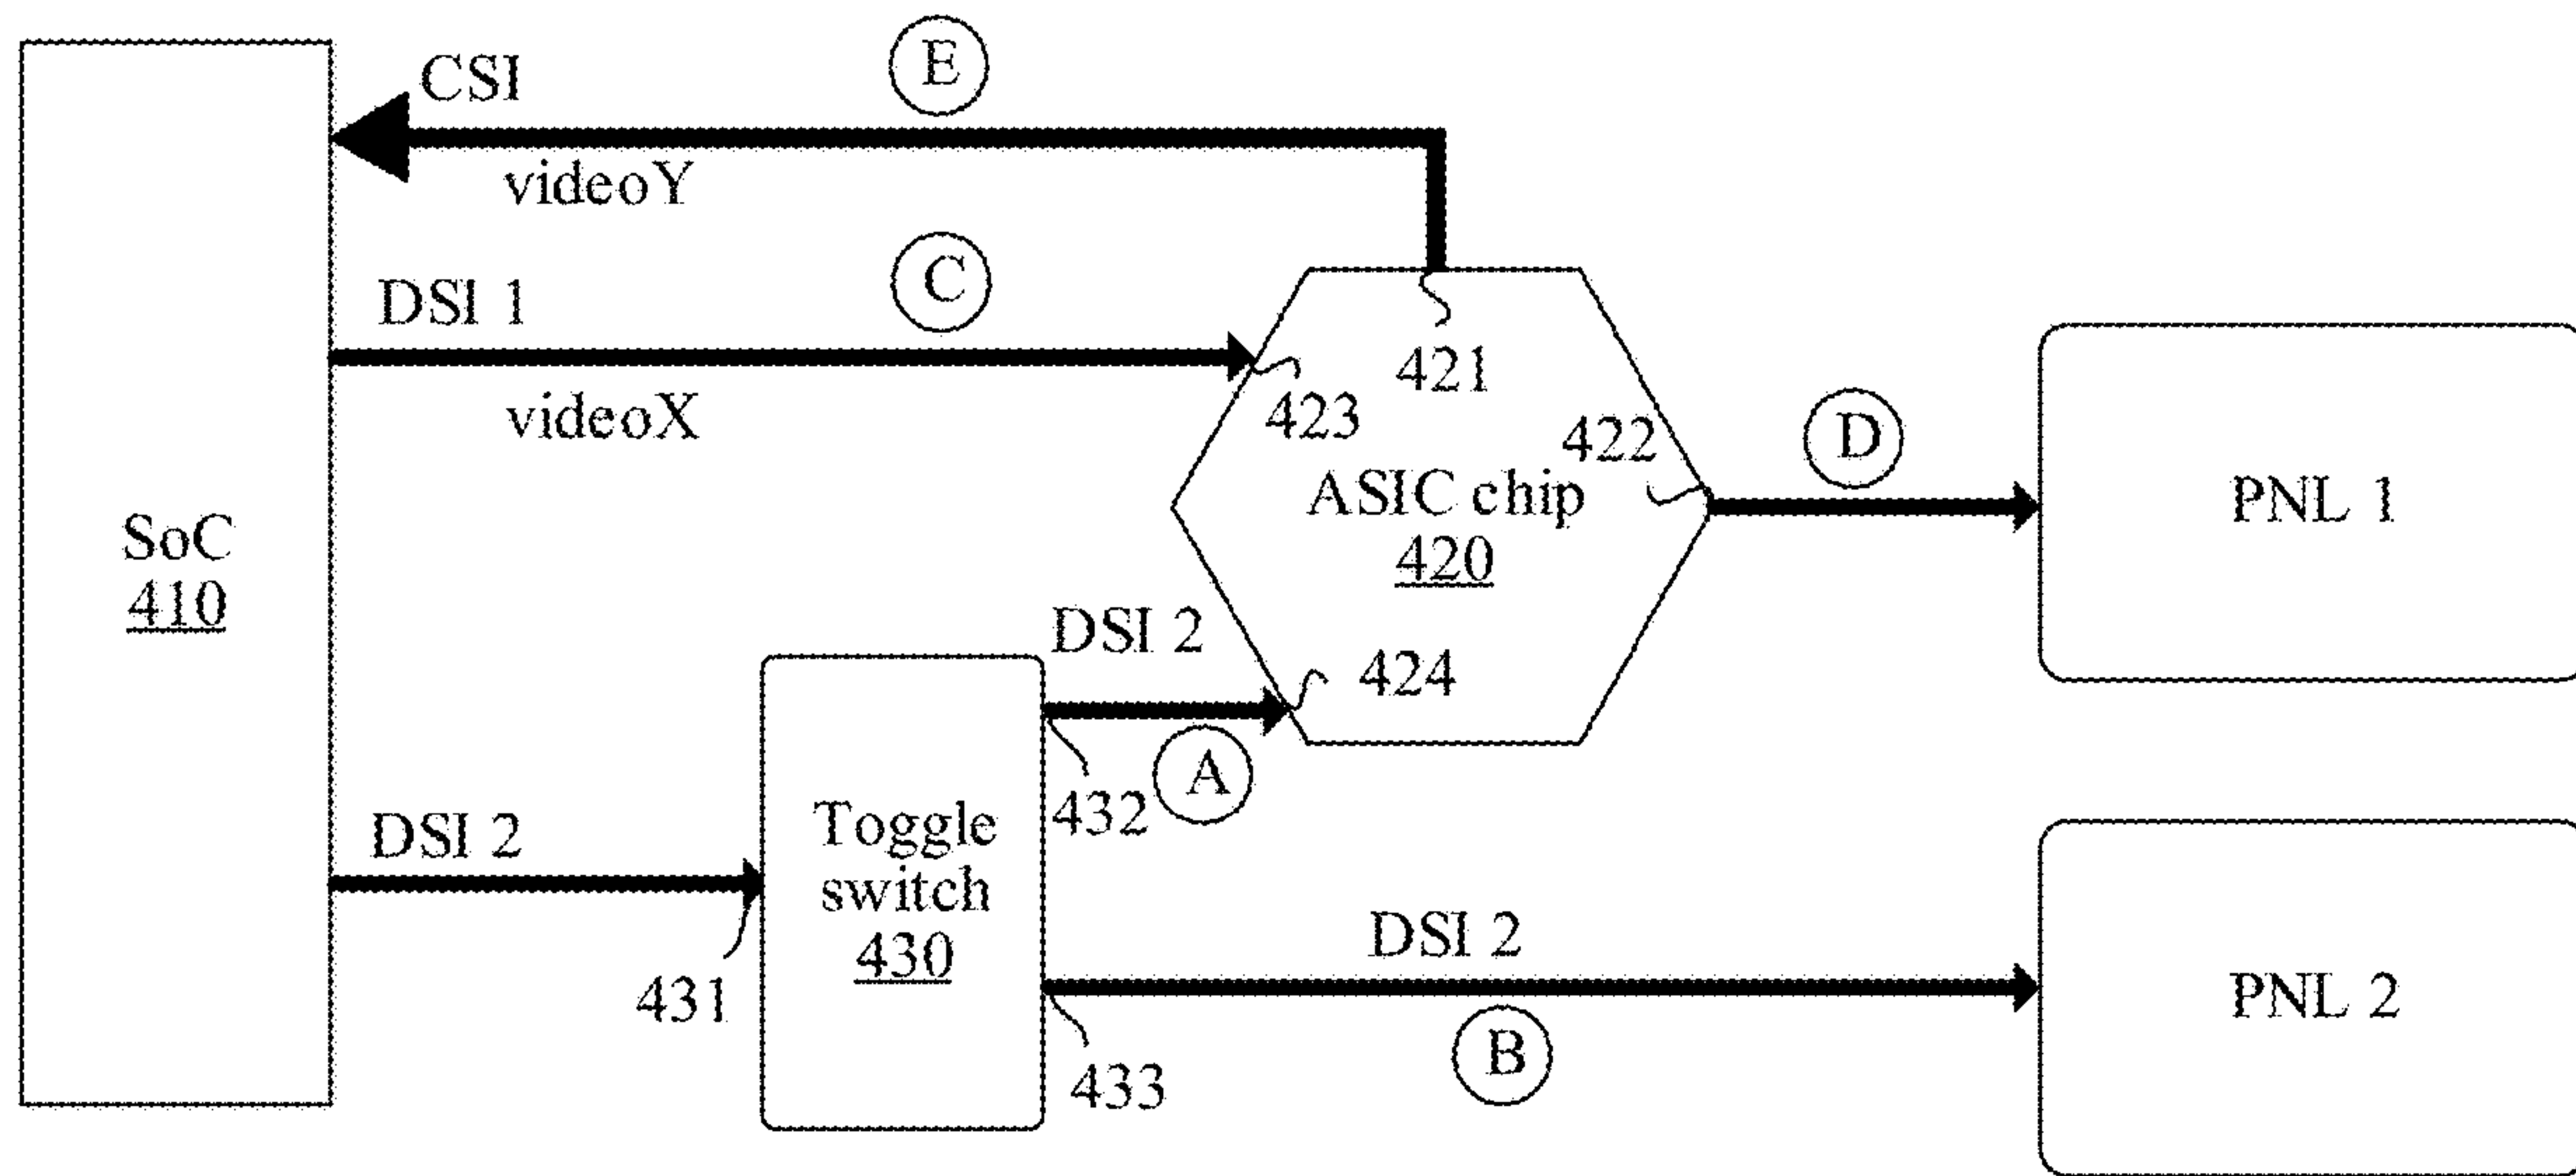 E
CSI
videoY
C
DSI 1
videoX
421
423
422
D
ASIC chip
420
PNL 1
SoC
410
DSI 2
424
A
432
Toggle
switch
430
DSI 2
431
DSI 2
433
B
PNL 2